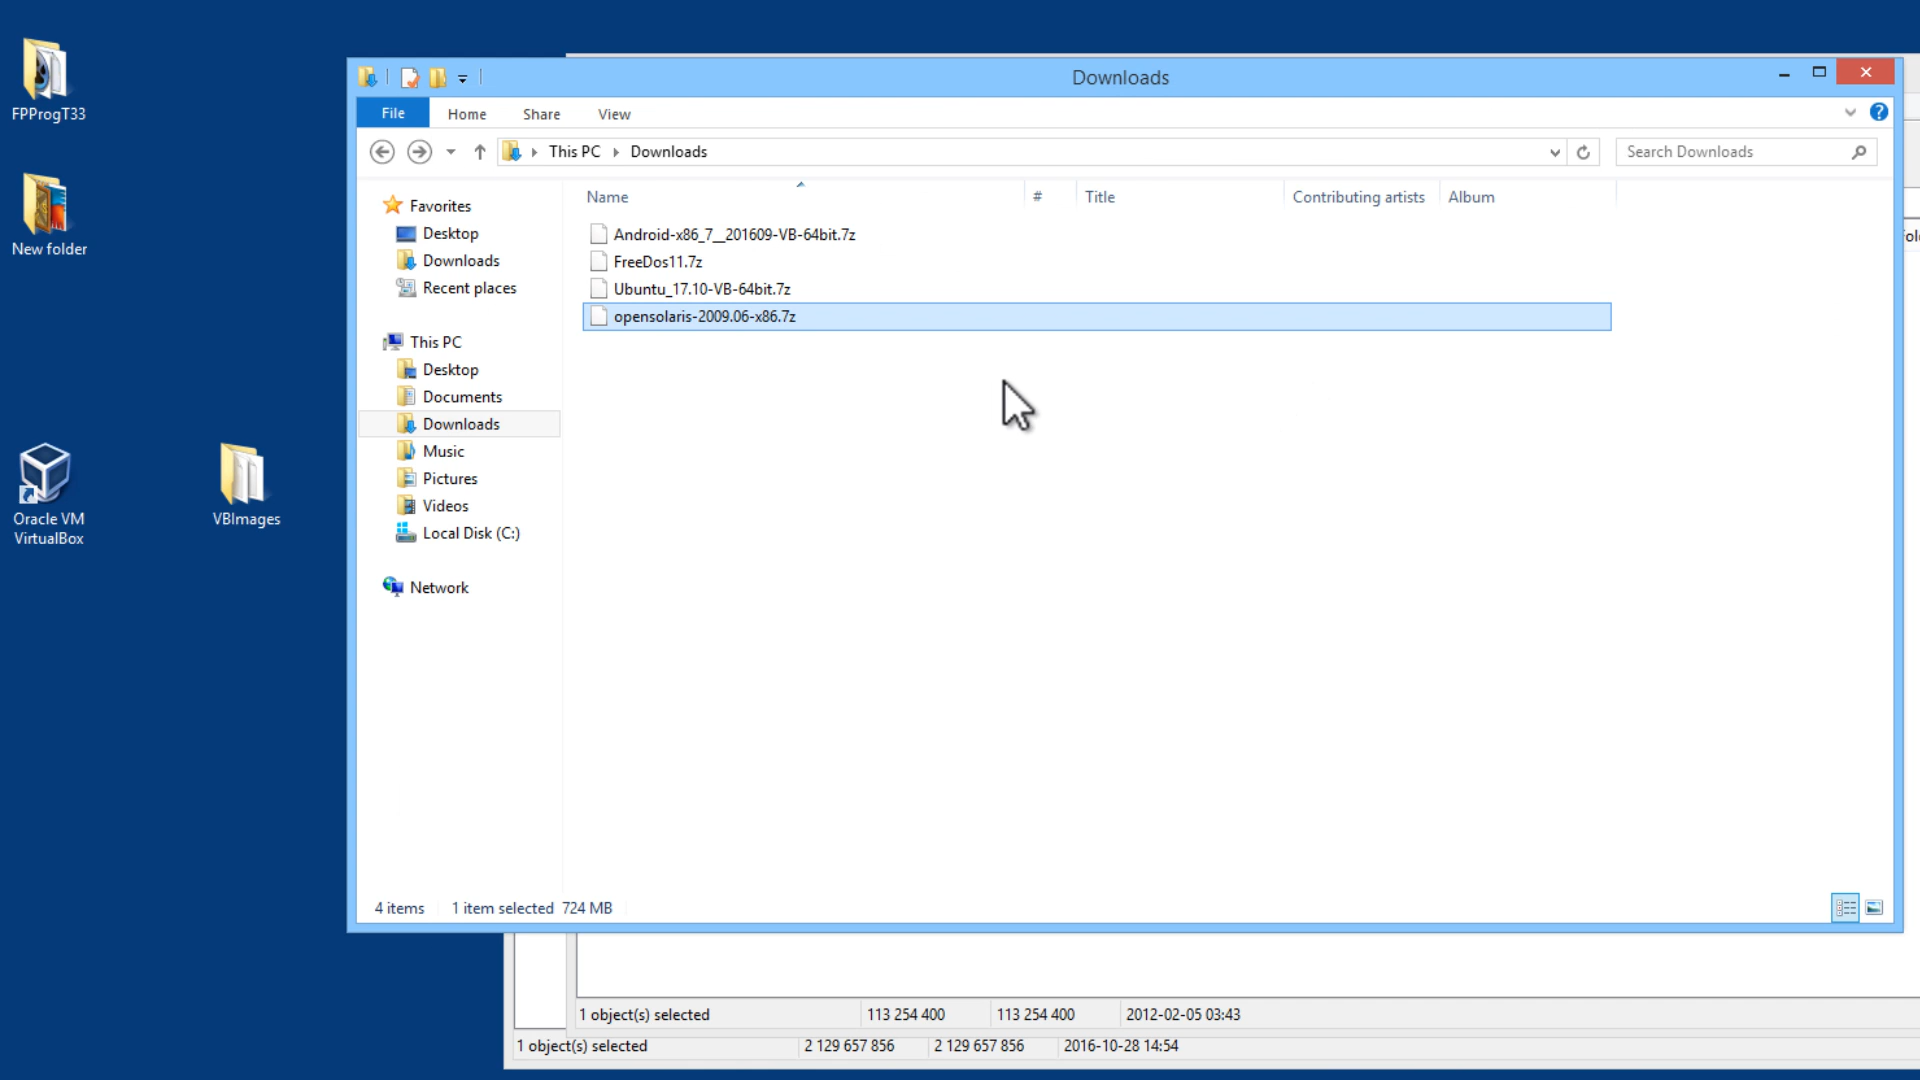 FPProgT33
New folder
Oracle VM
VirtualBox
VBImages
Downloads
File
Home
Share
View
This PC
Downloads
Search Downloads
Name
#
Title
Contributing artists
Album
Favorites
Desktop
Downloads
Recent places
This PC
Desktop
Documents
Downloads
Music
Pictures
Videos
Local Disk (C:)
Network
Android-x86_7__201609-VB-64bit.7z
FreeDos11.7z
Ubuntu_17.10-VB-64bit.7z
opensolaris-2009.06-x86.7z
4 items
1 item selected 724 MB
1 object(s) selected
113 254 400
113 254 400
2012-02-05 03:43
1 object(s) selected
2 129 657 856
2 129 657 856
2016-10-28 14:54